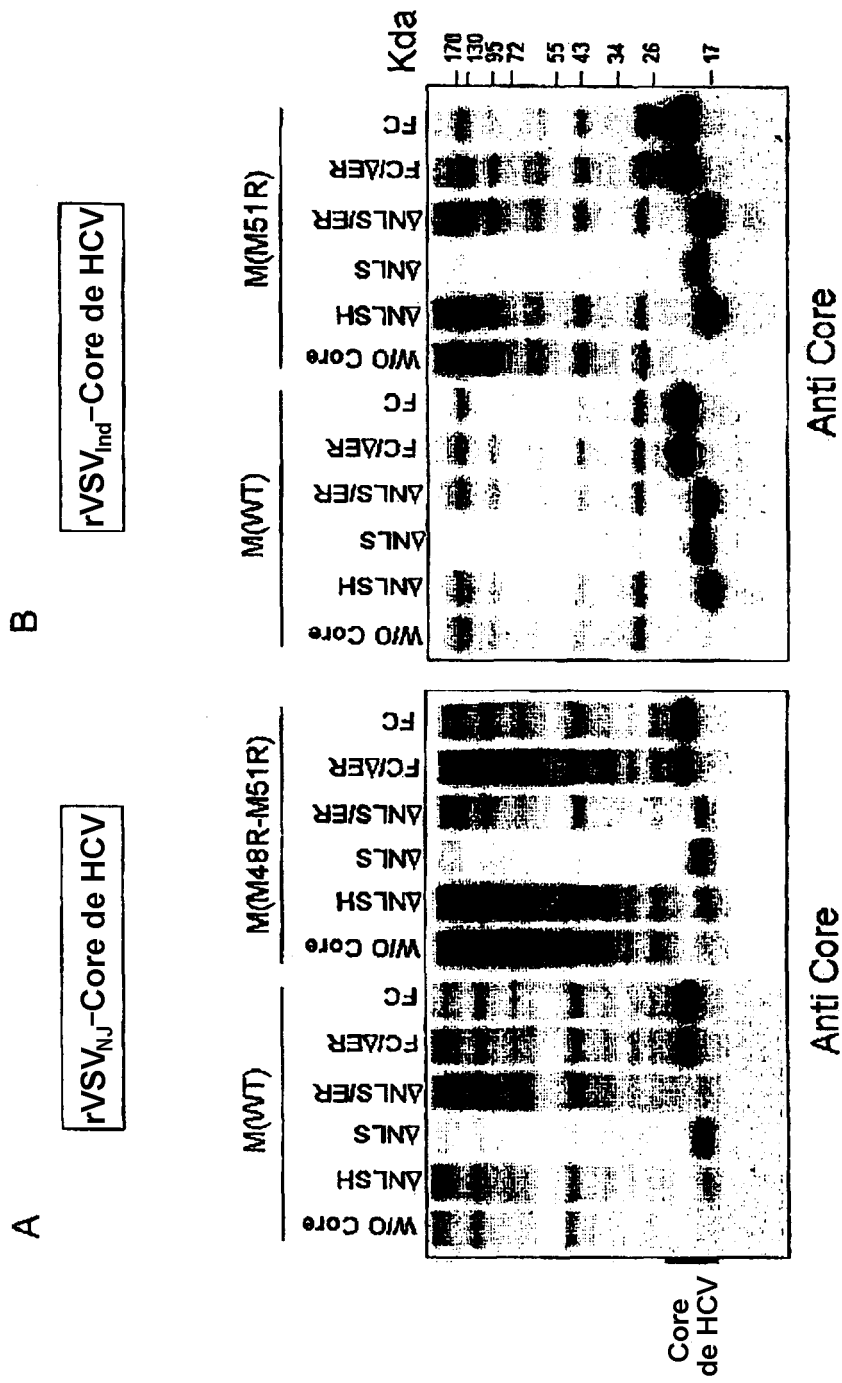 A
rVSVNJ–Core de HCV
M(WT)
M(M48R-M51R)
W/O Core
ΔNLSH
ΔNLS
ΔNLS/ER
FC/ΔER
FC
W/O Core
ΔNLSH
ΔNLS
ΔNLS/ER
FC/ΔER
FC
Core
de HCV
Anti Core
B
rVSVInd–Core de HCV
M(WT)
M(M51R)
W/O Core
ΔNLSH
ΔNLS
ΔNLS/ER
FC/ΔER
FC
W/O Core
ΔNLSH
ΔNLS
ΔNLS/ER
FC/ΔER
FC
Kda
170
130
95
72
55
43
34
26
17
Anti Core